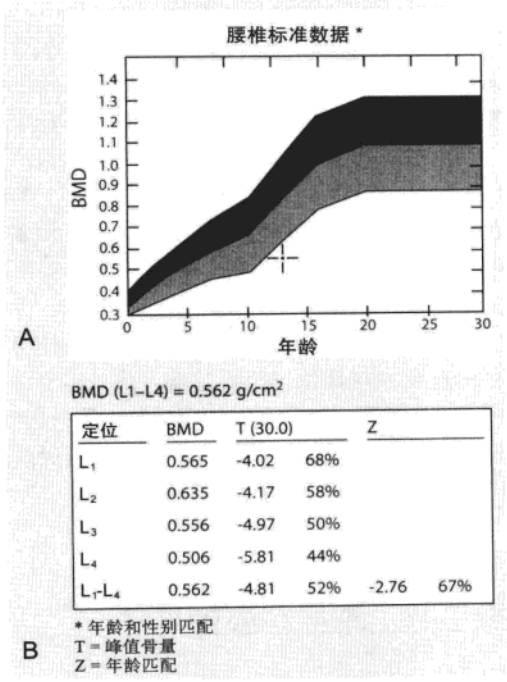 腰椎标准数据 *
BMD
1.4
1.3
1.2
1.1
1.0
0.9
0.8
0.7
0.6
0.5
0.4
0.3
0 5 10 15 20 25 30
年龄
A
BMD (L1–L4) = 0.562 g/cm²
定位 BMD T (30.0) Z
L₁ 0.565 -4.02 68%
L₂ 0.635 -4.17 58%
L₃ 0.556 -4.97 50%
L₄ 0.506 -5.81 44%
L₁-L₄ 0.562 -4.81 52% -2.76 67%
* 年龄和性别匹配
T = 峰值骨量
Z = 年龄匹配
B